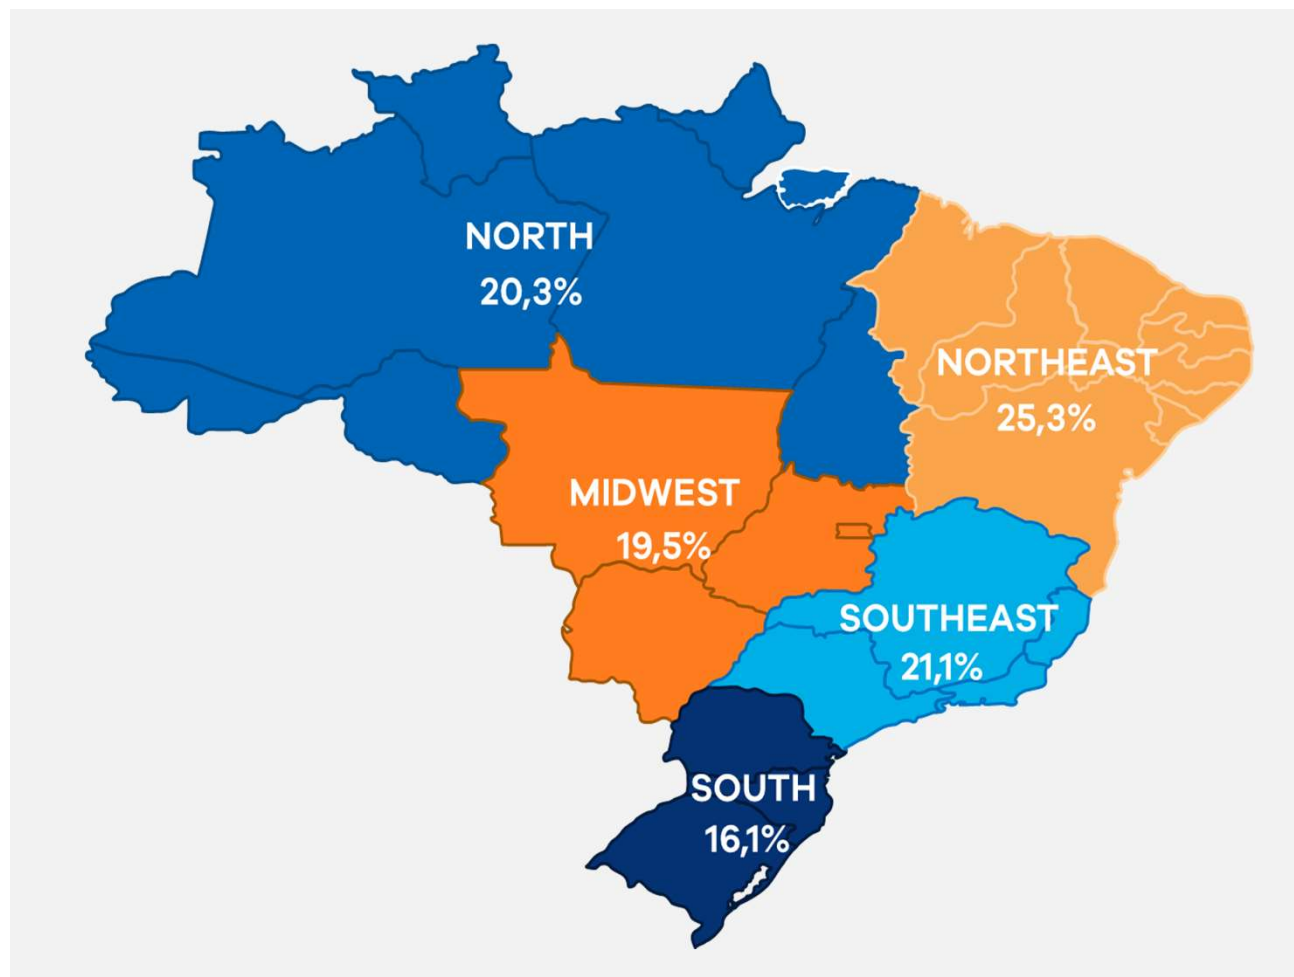 NORTH
20,3%
NORTHEAST
25,3%
MIDWEST
19,5%
SOUTHEAST
21,1%
SOUTH
16,1%